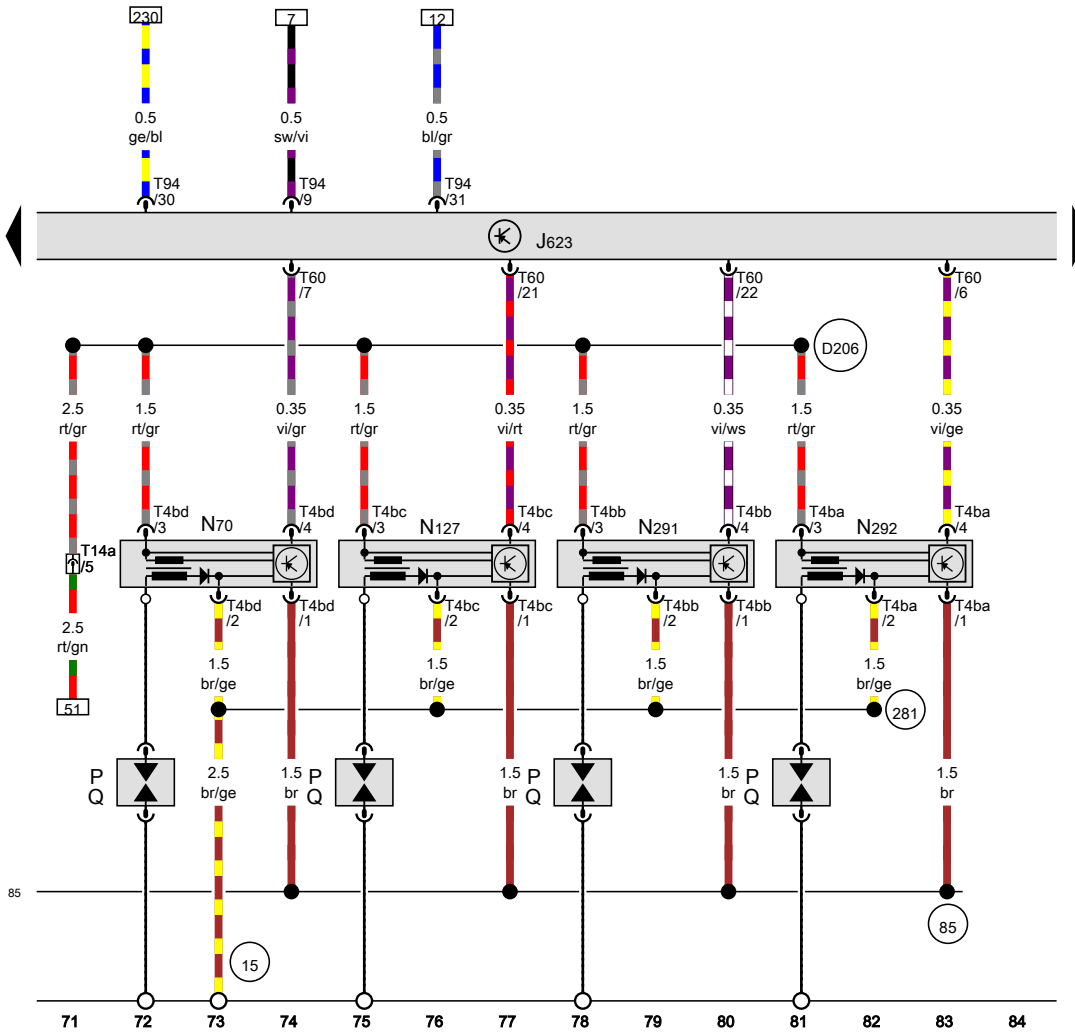 230 7 12
0.5 0.5 0.5
ge/bl sw/vi bl/gr
T94 T94 T94
/30 /9 /31
J623
T60 T60 T60 T60
/7 /21 /22 /6
D206
2.5 1.5 0.35 1.5 0.35 1.5 0.35 1.5 0.35
rt/gr rt/gr vi/gr rt/gr vi/rt rt/gr vi/ws rt/gr vi/ge
T4bd N70 T4bd T4bc N127 T4bc T4bb N291 T4bb T4ba N292 T4ba
/3 /4 /3 /4 /3 /4 /3 /4
T14a
/5
T4bd T4bd T4bc T4bc T4bb T4bb T4ba T4ba
/2 /1 /2 /1 /2 /1 /2 /1
2.5
rt/gn
1.5 1.5 1.5 1.5
br/ge br/ge br/ge br/ge
51 281
P 2.5 1.5 P 1.5 P 1.5 P 1.5
Q br/ge br Q br Q br Q br
85
85
15
71 72 73 74 75 76 77 78 79 80 81 82 83 84